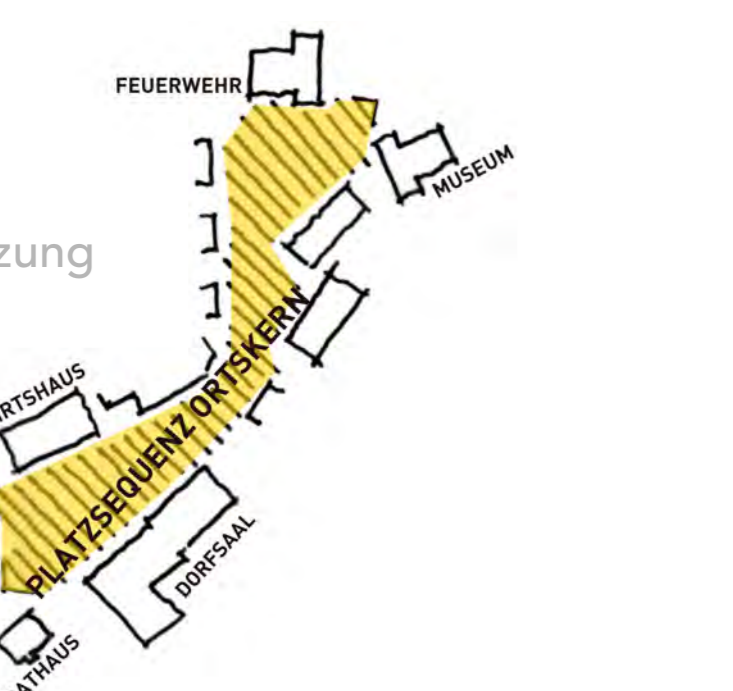 FEUERWEHR
MUSEUM
zung
RTSHAUS
PLATZSEQUENZ ORTSKERN
DORFSAAL
ATHAUS